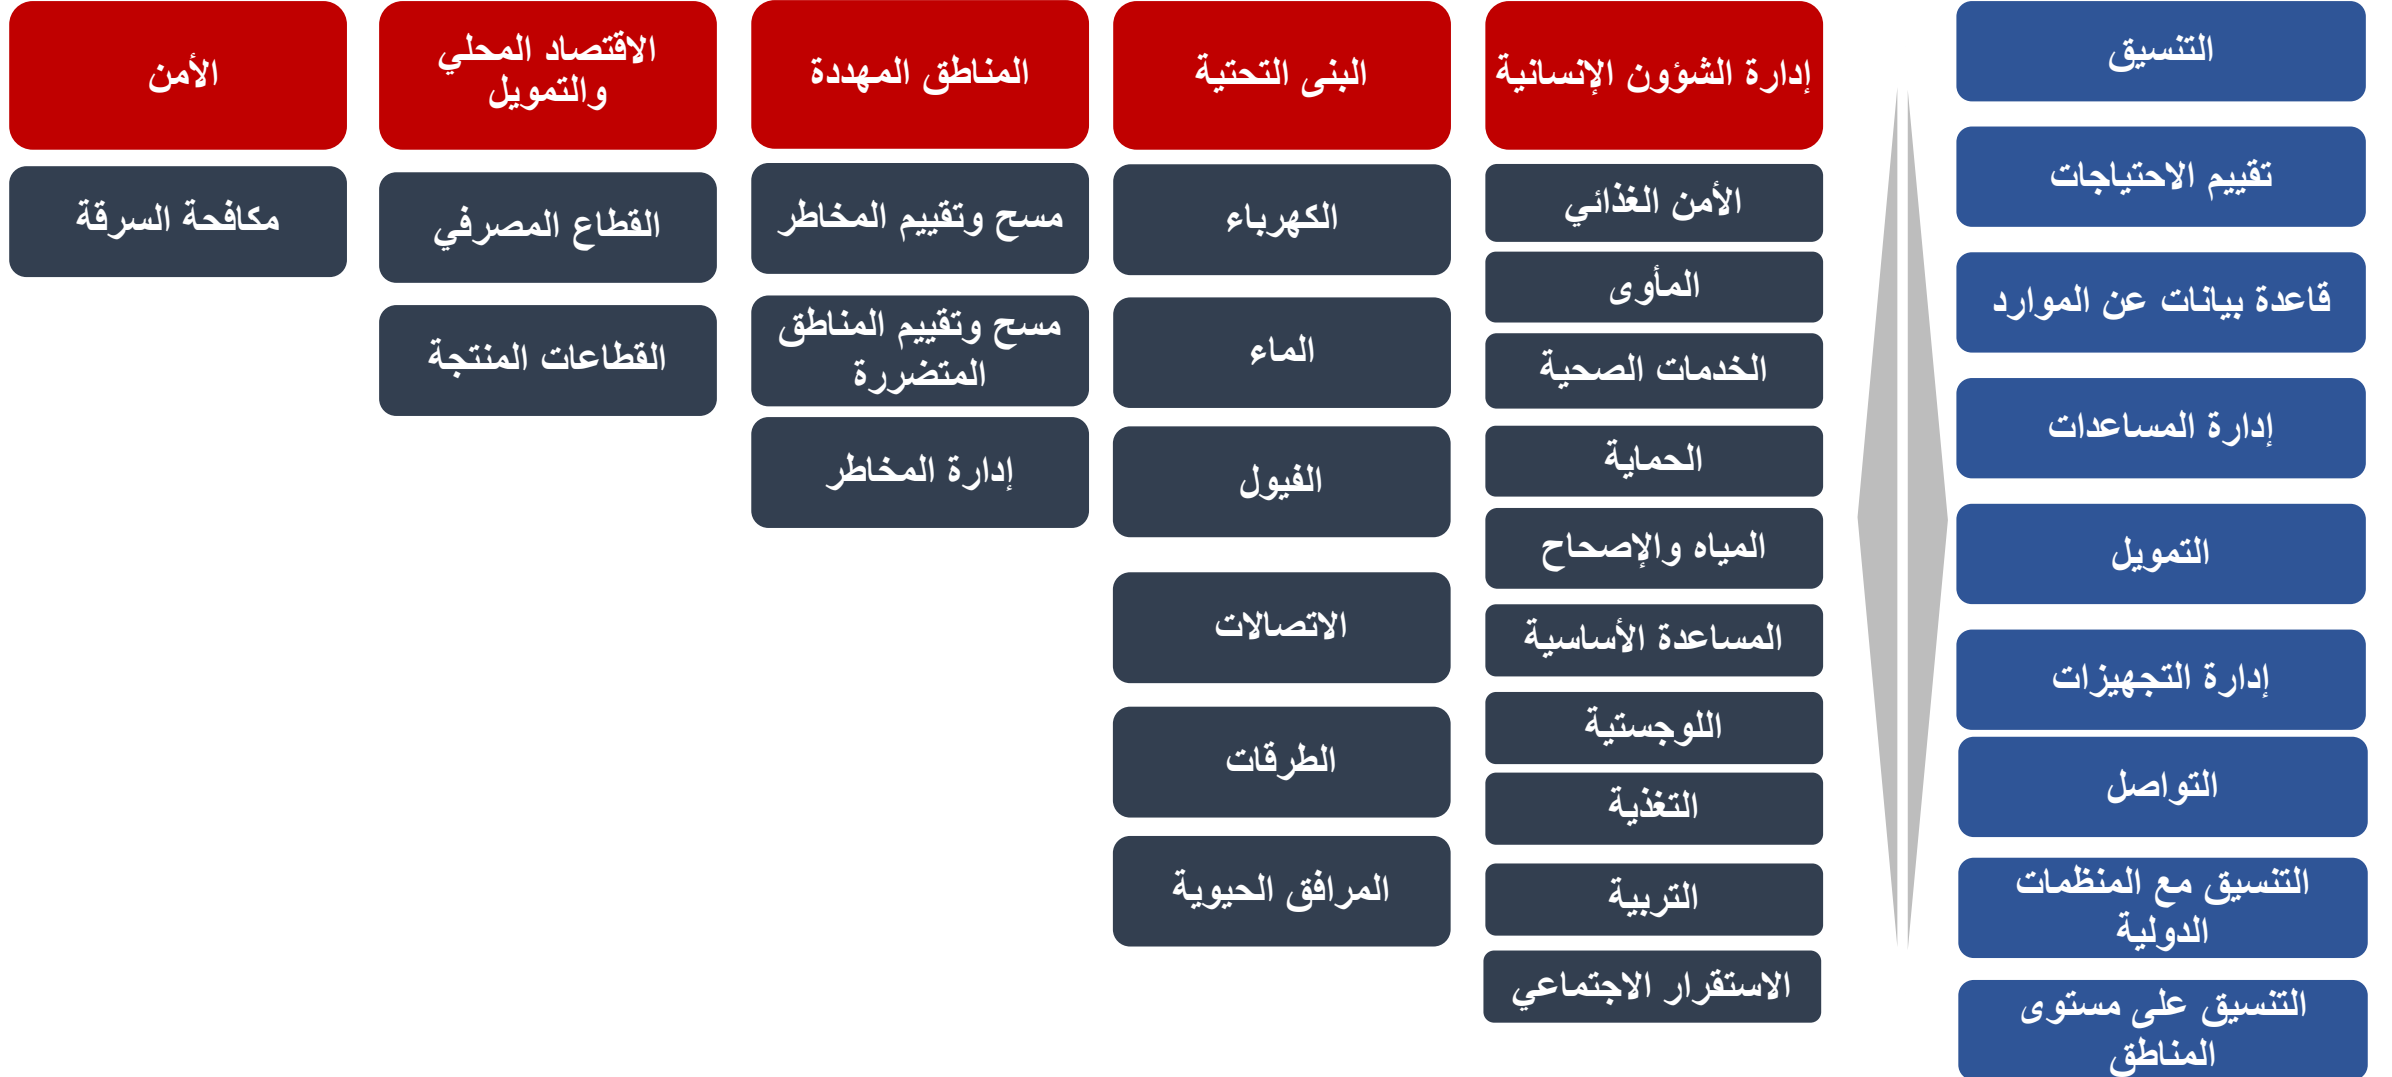 التنسيق
تقييم الاحتياجات
قاعدة بيانات عن الموارد
إدارة المساعدات
التمويل
إدارة التجهيزات
التواصل
التنسيق مع المنظمات
الدولية
التنسيق على مستوى
المناطق
إدارة الشؤون الإنسانية
الأمن الغذائي
المأوى
الخدمات الصحية
الحماية
المياه والإصحاح
المساعدة الأساسية
اللوجستية
التغذية
التربية
الاستقرار الاجتماعي
البنى التحتية
الكهرباء
الماء
الفيول
الاتصالات
الطرقات
المرافق الحيوية
المناطق المهددة
مسح وتقييم المخاطر
مسح وتقييم المناطق
المتضررة
إدارة المخاطر
الاقتصاد المحلي
والتمويل
القطاع المصرفي
القطاعات المنتجة
الأمن
مكافحة السرقة